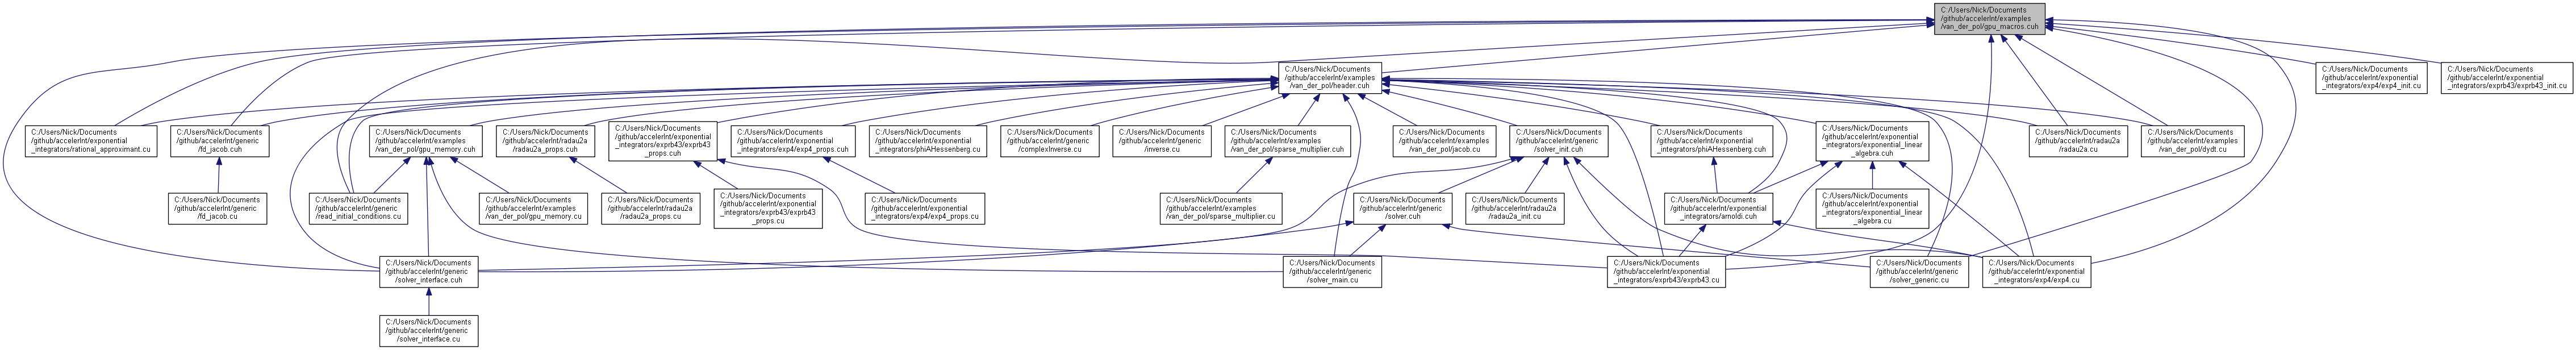 C:/Users/Nick/Documents
/github/accelerInt/examples
/van_der_pol/gpu_macros.cuh
C:/Users/Nick/Documents
/github/accelerInt/examples
/van_der_pol/header.cuh
C:/Users/Nick/Documents
/github/accelerInt/exponential
_integrators/exp4/exp4_init.cu
C:/Users/Nick/Documents
/github/accelerInt/exponential
_integrators/exprb43/exprb43_init.cu
C:/Users/Nick/Documents
/github/accelerInt/exponential
_integrators/rational_approximant.cu
C:/Users/Nick/Documents
/github/accelerInt/generic
/fd_jacob.cuh
C:/Users/Nick/Documents
/github/accelerInt/examples
/van_der_pol/gpu_memory.cuh
C:/Users/Nick/Documents
/github/accelerInt/radau2a
/radau2a_props.cuh
C:/Users/Nick/Documents
/github/accelerInt/exponential
_integrators/exprb43/exprb43
_props.cuh
C:/Users/Nick/Documents
/github/accelerInt/exponential
_integrators/exp4/exp4_props.cuh
C:/Users/Nick/Documents
/github/accelerInt/exponential
_integrators/phiAHessenberg.cu
C:/Users/Nick/Documents
/github/accelerInt/generic
/complexInverse.cu
C:/Users/Nick/Documents
/github/accelerInt/generic
/inverse.cu
C:/Users/Nick/Documents
/github/accelerInt/examples
/van_der_pol/sparse_multiplier.cuh
C:/Users/Nick/Documents
/github/accelerInt/examples
/van_der_pol/jacob.cu
C:/Users/Nick/Documents
/github/accelerInt/generic
/solver_init.cuh
C:/Users/Nick/Documents
/github/accelerInt/exponential
_integrators/phiAHessenberg.cuh
C:/Users/Nick/Documents
/github/accelerInt/exponential
_integrators/exponential_linear
_algebra.cuh
C:/Users/Nick/Documents
/github/accelerInt/radau2a
/radau2a.cu
C:/Users/Nick/Documents
/github/accelerInt/examples
/van_der_pol/dydt.cu
C:/Users/Nick/Documents
/github/accelerInt/generic
/fd_jacob.cu
C:/Users/Nick/Documents
/github/accelerInt/generic
/read_initial_conditions.cu
C:/Users/Nick/Documents
/github/accelerInt/examples
/van_der_pol/gpu_memory.cu
C:/Users/Nick/Documents
/github/accelerInt/radau2a
/radau2a_props.cu
C:/Users/Nick/Documents
/github/accelerInt/exponential
_integrators/exprb43/exprb43
_props.cu
C:/Users/Nick/Documents
/github/accelerInt/exponential
_integrators/exp4/exp4_props.cu
C:/Users/Nick/Documents
/github/accelerInt/examples
/van_der_pol/sparse_multiplier.cu
C:/Users/Nick/Documents
/github/accelerInt/generic
/solver.cuh
C:/Users/Nick/Documents
/github/accelerInt/radau2a
/radau2a_init.cu
C:/Users/Nick/Documents
/github/accelerInt/exponential
_integrators/arnoldi.cuh
C:/Users/Nick/Documents
/github/accelerInt/exponential
_integrators/exponential_linear
_algebra.cu
C:/Users/Nick/Documents
/github/accelerInt/generic
/solver_interface.cuh
C:/Users/Nick/Documents
/github/accelerInt/generic
/solver_main.cu
C:/Users/Nick/Documents
/github/accelerInt/exponential
_integrators/exprb43/exprb43.cu
C:/Users/Nick/Documents
/github/accelerInt/generic
/solver_generic.cu
C:/Users/Nick/Documents
/github/accelerInt/exponential
_integrators/exp4/exp4.cu
C:/Users/Nick/Documents
/github/accelerInt/generic
/solver_interface.cu